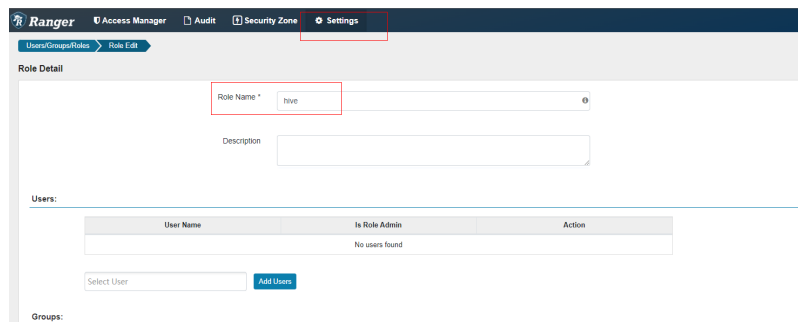 Ranger Access Manager Audit Security Zone Settings
Users/Groups/Roles Role Edit
Role Detail
Role Name * hive
Description
Users:
User Name Is Role Admin Action
No users found
Select User Add Users
Groups: